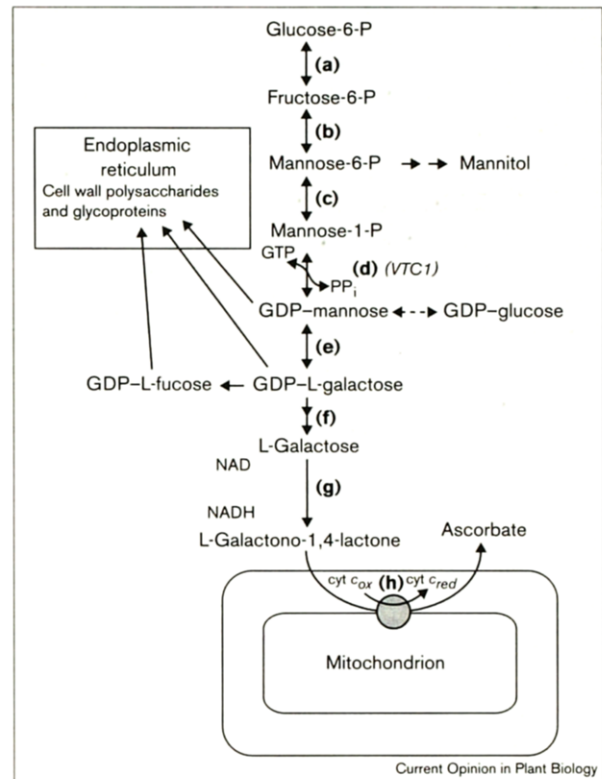 Glucose-6-P
(a)
Fructose-6-P
(b)
Endoplasmic
reticulum
Cell wall polysaccharides
and glycoproteins
Mannose-6-P
Mannitol
(c)
Mannose-1-P
GTP
(d) (VTC1)
PPi
GDP–mannose
GDP–glucose
(e)
GDP–L-fucose
GDP–L-galactose
(f)
L-Galactose
NAD
(g)
NADH
L-Galactono-1,4-lactone
Ascorbate
cyt cox (h) cyt cred
Mitochondrion
Current Opinion in Plant Biology